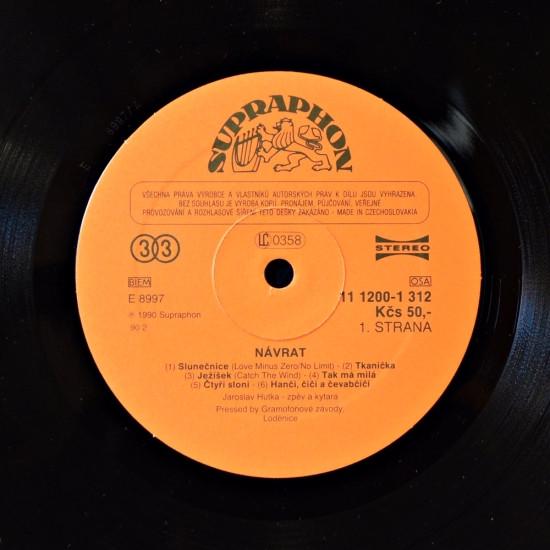 SUPRAPHON
VŠECHNA PRÁVA VÝROBCE A VLASTNÍKŮ AUTORSKÝCH PRÁV K DÍLU JSOU VYHRAZENA.
BEZ SOUHLASU JE VÝROBA KOPIÍ, PRONÁJEM, PŮJČOVÁNÍ, VEŘEJNÉ
PROVOZOVÁNÍ A ROZHLASOVÉ ŠÍŘENÍ TÉTO DESKY ZAKÁZÁNO - MADE IN CZECHOSLOVAKIA
33
LC 0358
STEREO
BIEM
OSA
E 8997
11 1200-1 312
℗ 1990 Supraphon
Kčs 50,-
90 2
1. STRANA
NÁVRAT
(1) Slunečnice (Love Minus Zero/No Limit) - (2) Tkanička
(3) Ježíšek (Catch The Wind) - (4) Tak má milá
(5) Čtyři sloni - (6) Hanči, čiči a čevabčiči
Jaroslav Hutka - zpěv a kytara
Pressed by Gramofonové závody,
Loděnice